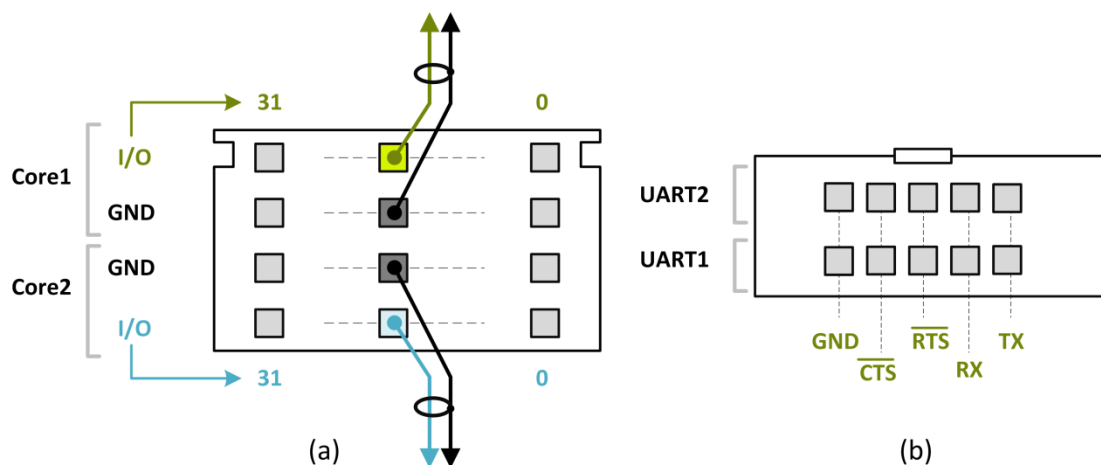 31 0
Core1
I/O
GND
Core2
GND
I/O
31 0
(a)
UART2
UART1
GND
CTS
RTS
RX
TX
(b)